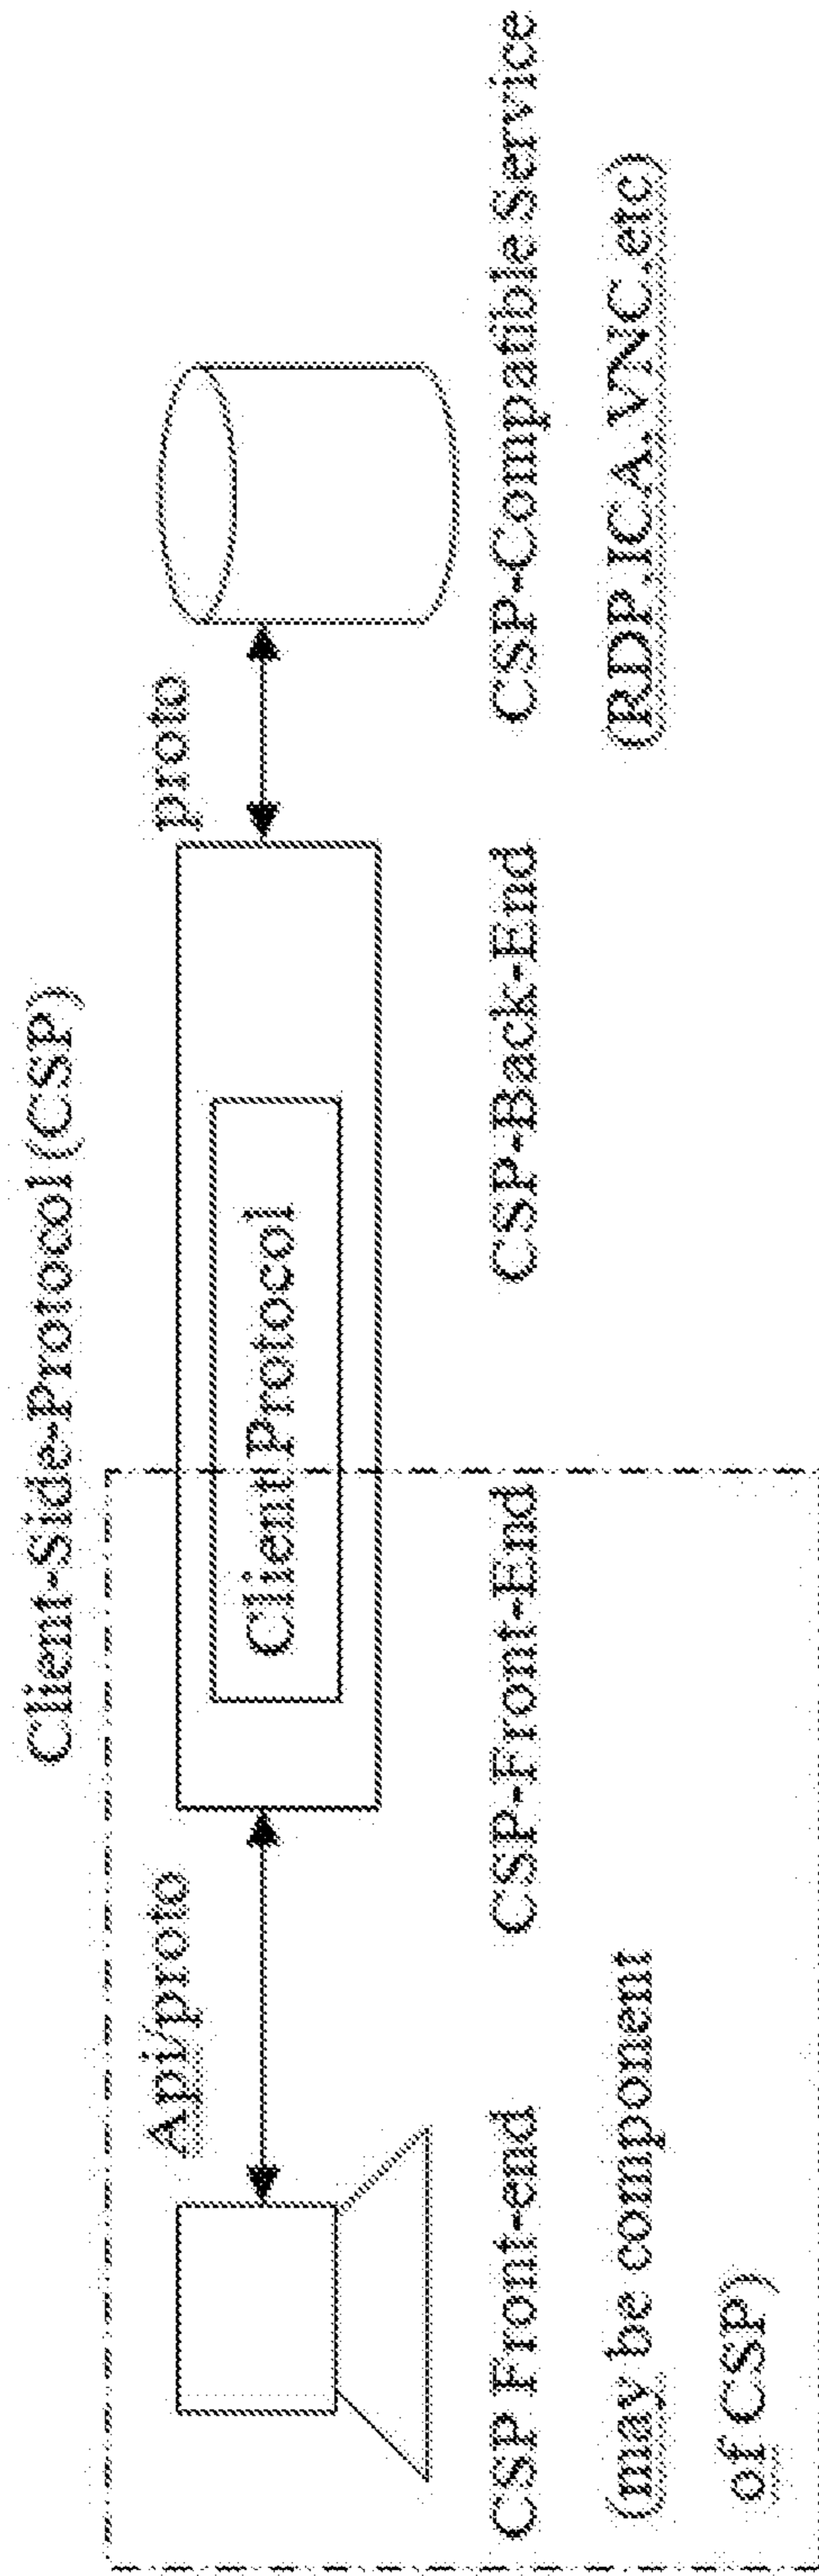 Client-Side-Protocol (CSP)
Api/proto
proto
Client Protocol
CSP Front-end
(may be component
of CSP)
CSP-Front-End
CSP-Back-End
CSP-Compatible Service
(RDP.ICA.VNC.etc)